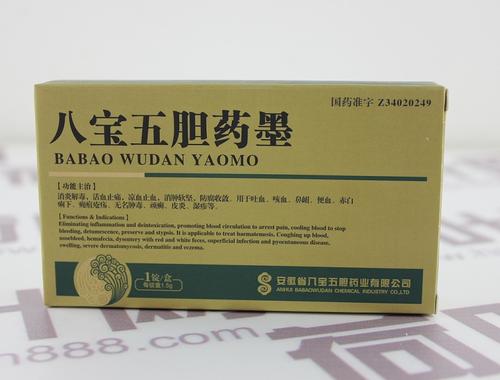 国药准字 Z34020249
八宝五胆药墨
BABAO WUDAN YAOMO
【功能主治】
消炎解毒，活血止痛，凉血止血，消肿软坚，防腐收敛。用于吐血、咳血、鼻衄、便血、赤白
痢下、痈疽疮疡、无名肿毒、顽癣、皮炎、湿疹等。
【Functions & Indications】
Eliminating inflammation and deintoxication, promoting blood circulation to arrest pain, cooling blood to stop
bleeding, detumescence, preserve and stypsis. It is applicable to treat haematemesis. Coughing up blood,
nosebleed, hemafecia, dysentery with red and white feces, superficial infection and pyocutaneous disease,
swelling, severe dermatomycosis, dermatitis and eczema.
1锭/盒
每锭重1.5g
安徽省八宝五胆药业有限公司
ANHUI BABAOWUDAN CHEMICAL INDUSTRY CO.,LTD
n888.com